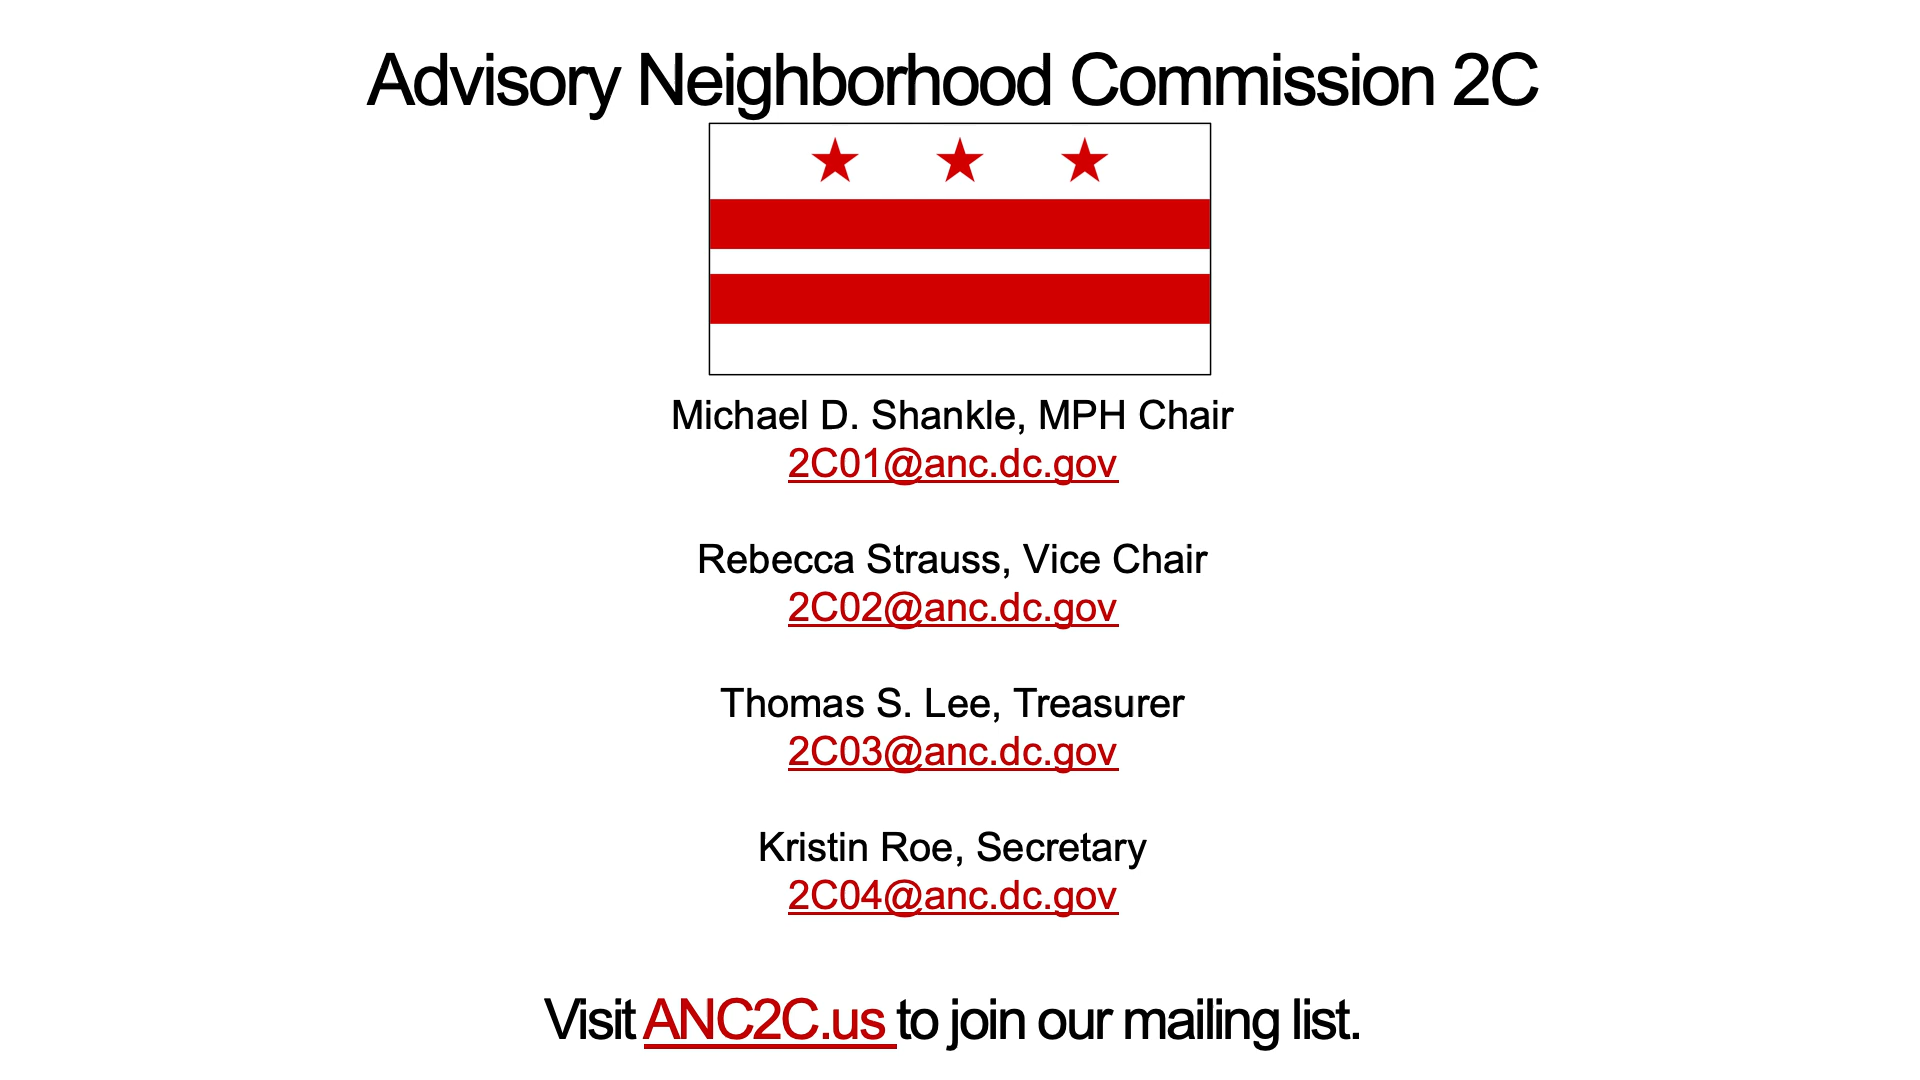 Advisory Neighborhood Commission 2C
Michael D. Shankle, MPH Chair
2C01@anc.dc.gov
Rebecca Strauss, Vice Chair
2C02@anc.dc.gov
Thomas S. Lee, Treasurer
2C03@anc.dc.gov
Kristin Roe, Secretary
2C04@anc.dc.gov
Visit ANC2C.us to join our mailing list.